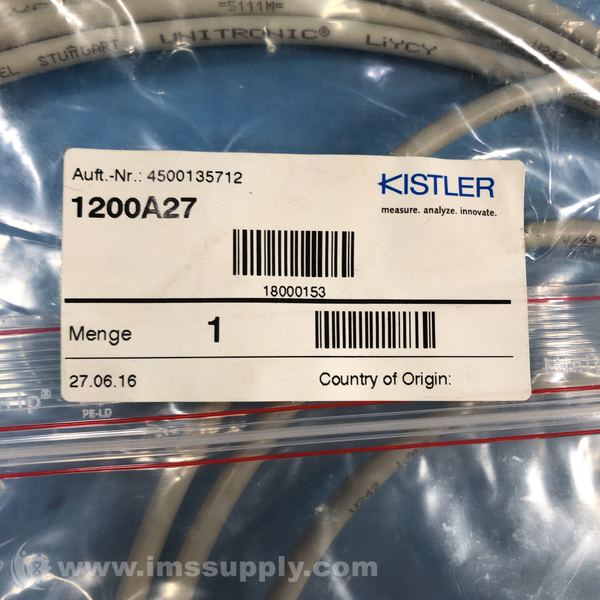 =5111M=
STUTTGART UNITRONIC® LiYCY
Auft.-Nr.: 4500135712
KISTLER
measure. analyze. innovate.
1200A27
18000153
Menge 1
27.06.16 Country of Origin:
PE-LD
www.imssupply.com